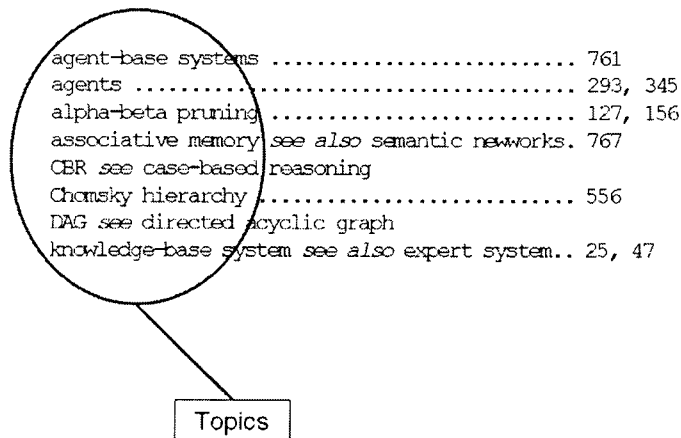 agent-base systems ............................ 761
agents ........................................ 293, 345
alpha-beta pruning ............................ 127, 156
associative memory see also semantic newworks. 767
CBR see case-based reasoning
Chomsky hierarchy ............................. 556
DAG see directed acyclic graph
knowledge-base system see also expert system.. 25, 47
Topics